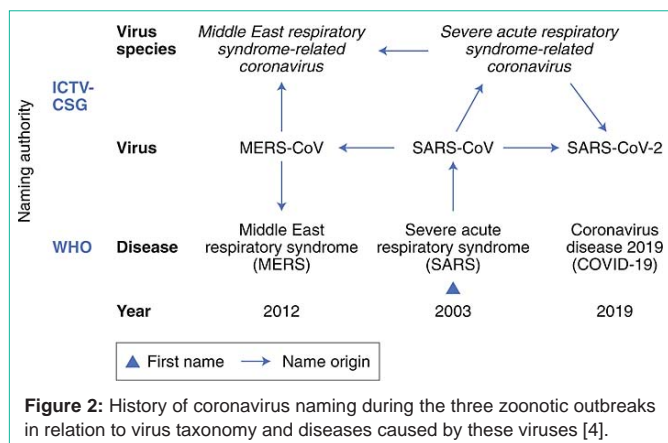 Virus
species
Middle East respiratory
syndrome-related
coronavirus
Severe acute respiratory
syndrome-related
coronavirus
Naming authority
ICTV-
CSG
Virus
MERS-CoV
SARS-CoV
SARS-CoV-2
WHO
Disease
Middle East
respiratory syndrome
(MERS)
Severe acute
respiratory syndrome
(SARS)
Coronavirus
disease 2019
(COVID-19)
Year
2012
2003
2019
First name
Name origin
Figure 2: History of coronavirus naming during the three zoonotic outbreaks
in relation to virus taxonomy and diseases caused by these viruses [4].